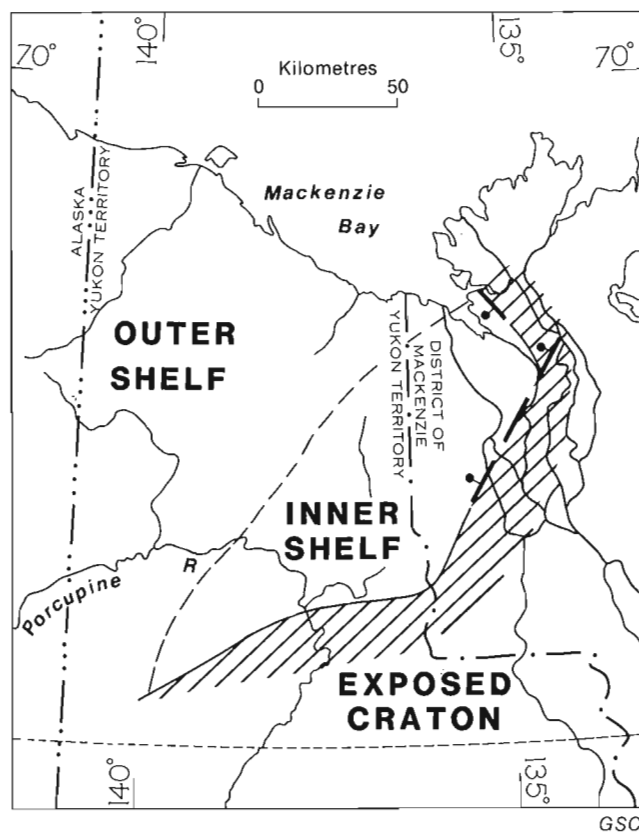 140°
135°
70°
70°
Kilometres
0 50
Mackenzie
Bay
ALASKA
YUKON TERRITORY
OUTER
SHELF
DISTRICT OF
MACKENZIE
YUKON TERRITORY
INNER
SHELF
Porcupine R
EXPOSED
CRATON
140°
135°
GSC